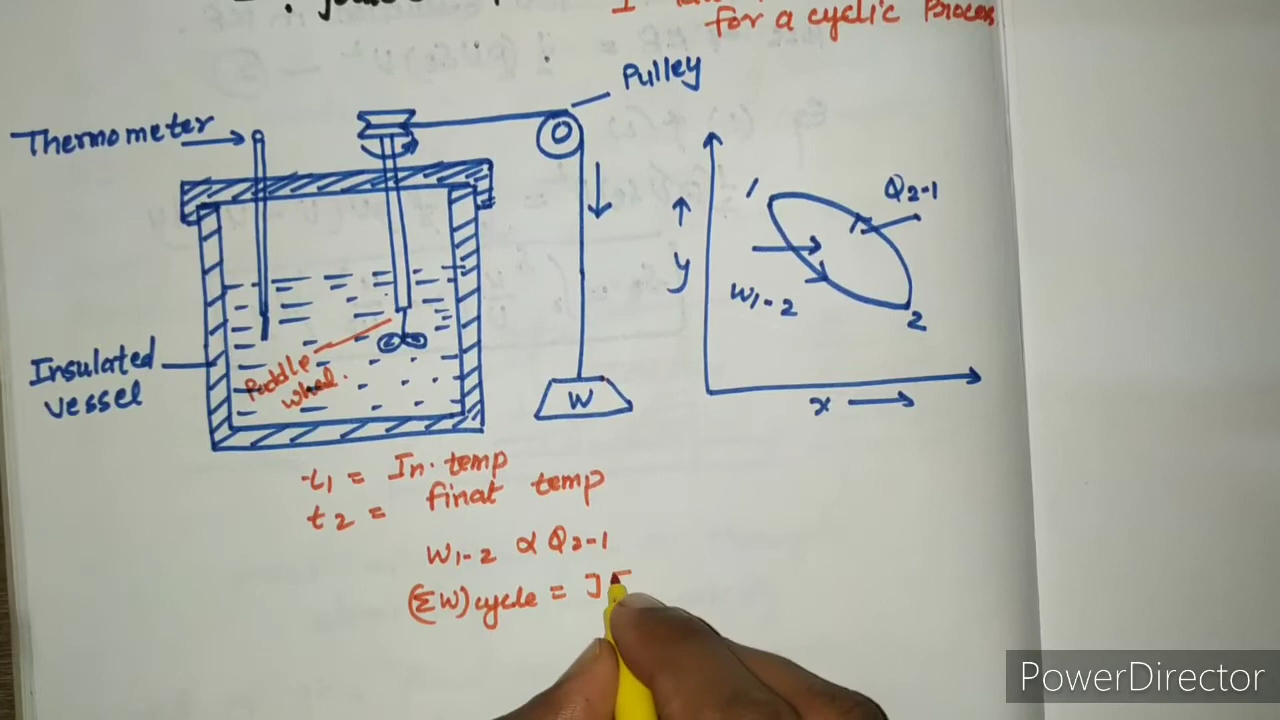 for a cyclic Process
Pulley
Thermometer
1
Q2-1
y
W1-2
2
x
Insulated
vessel
Puddle
wheel.
W
t1 = In. temp
t2 = final temp
W1-2 ∝ Q2-1
(ΣW)cycle = J
PowerDirector